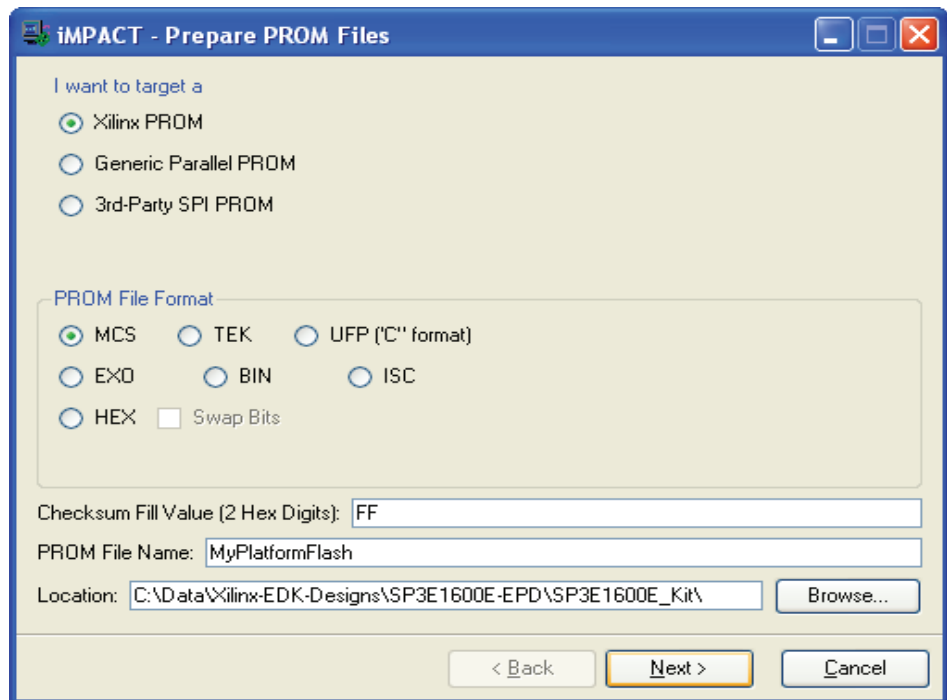 iMPACT - Prepare PROM Files
I want to target a
Xilinx PROM
Generic Parallel PROM
3rd-Party SPI PROM
PROM File Format
MCS TEK UFP ('C" format)
EXO BIN ISC
HEX Swap Bits
Checksum Fill Value (2 Hex Digits): FF
PROM File Name: MyPlatformFlash
Location: C:\Data\Xilinx-EDK-Designs\SP3E1600E-EPD\SP3E1600E_Kit\ Browse...
< Back Next > Cancel